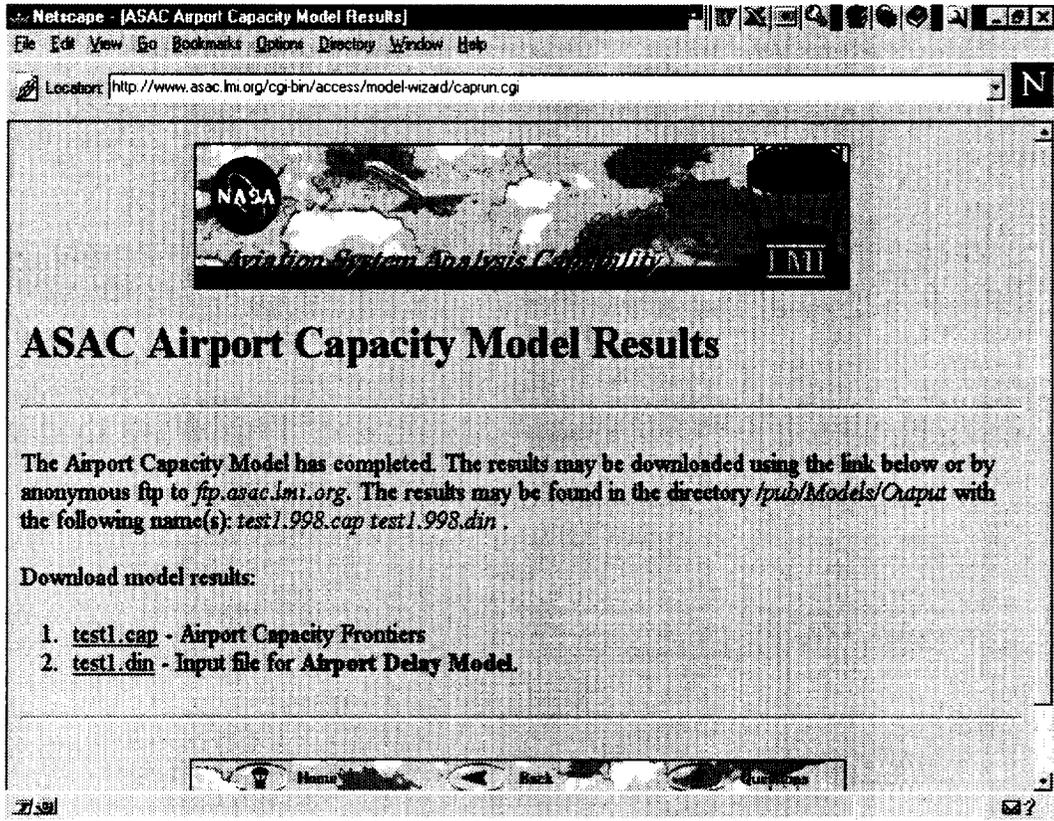 Netscape - [ASAC Airport Capacity Model Results]
File Edit View Go Bookmarks Options Directory Window Help
Location: http://www.asac.lmi.org/cgi-bin/access/model-wizard/caprun.cgi
N
NASA
Aviation System Analysis Capability
LMI
ASAC Airport Capacity Model Results
The Airport Capacity Model has completed. The results may be downloaded using the link below or by
anonymous ftp to ftp.asac.lmi.org. The results may be found in the directory /pub/Models/Output with
the following name(s): test1.998.cap test1.998.din .
Download model results:
1. test1.cap - Airport Capacity Frontiers
2. test1.din - Input file for Airport Delay Model.
Home Back Questions